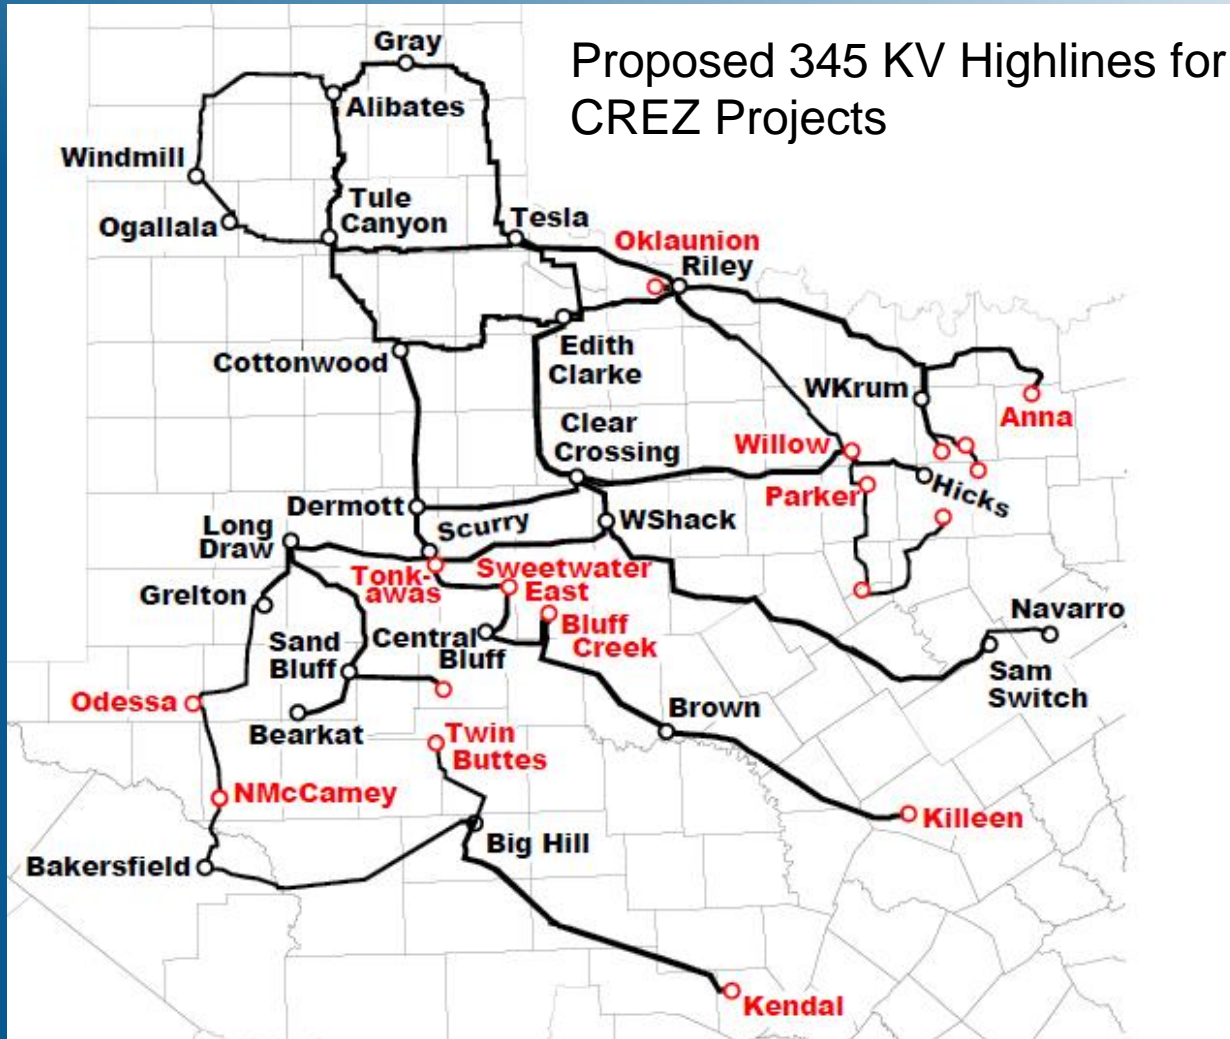 Proposed 345 KV Highlines for
CREZ Projects
Gray
Alibates
Windmill
Tule
Canyon
Ogallala
Tesla
Oklaunion
Riley
Edith
Clarke
Cottonwood
WKrum
Anna
Clear
Crossing
Willow
Parker
Hicks
Dermott
Scurry
WShack
Long
Draw
Tonk-
awas
Sweetwater
East
Grelton
Bluff
Creek
Central
Bluff
Sand
Bluff
Navarro
Sam
Switch
Odessa
Bearkat
Brown
Twin
Buttes
NMcCamey
Killeen
Big Hill
Bakersfield
Kendal